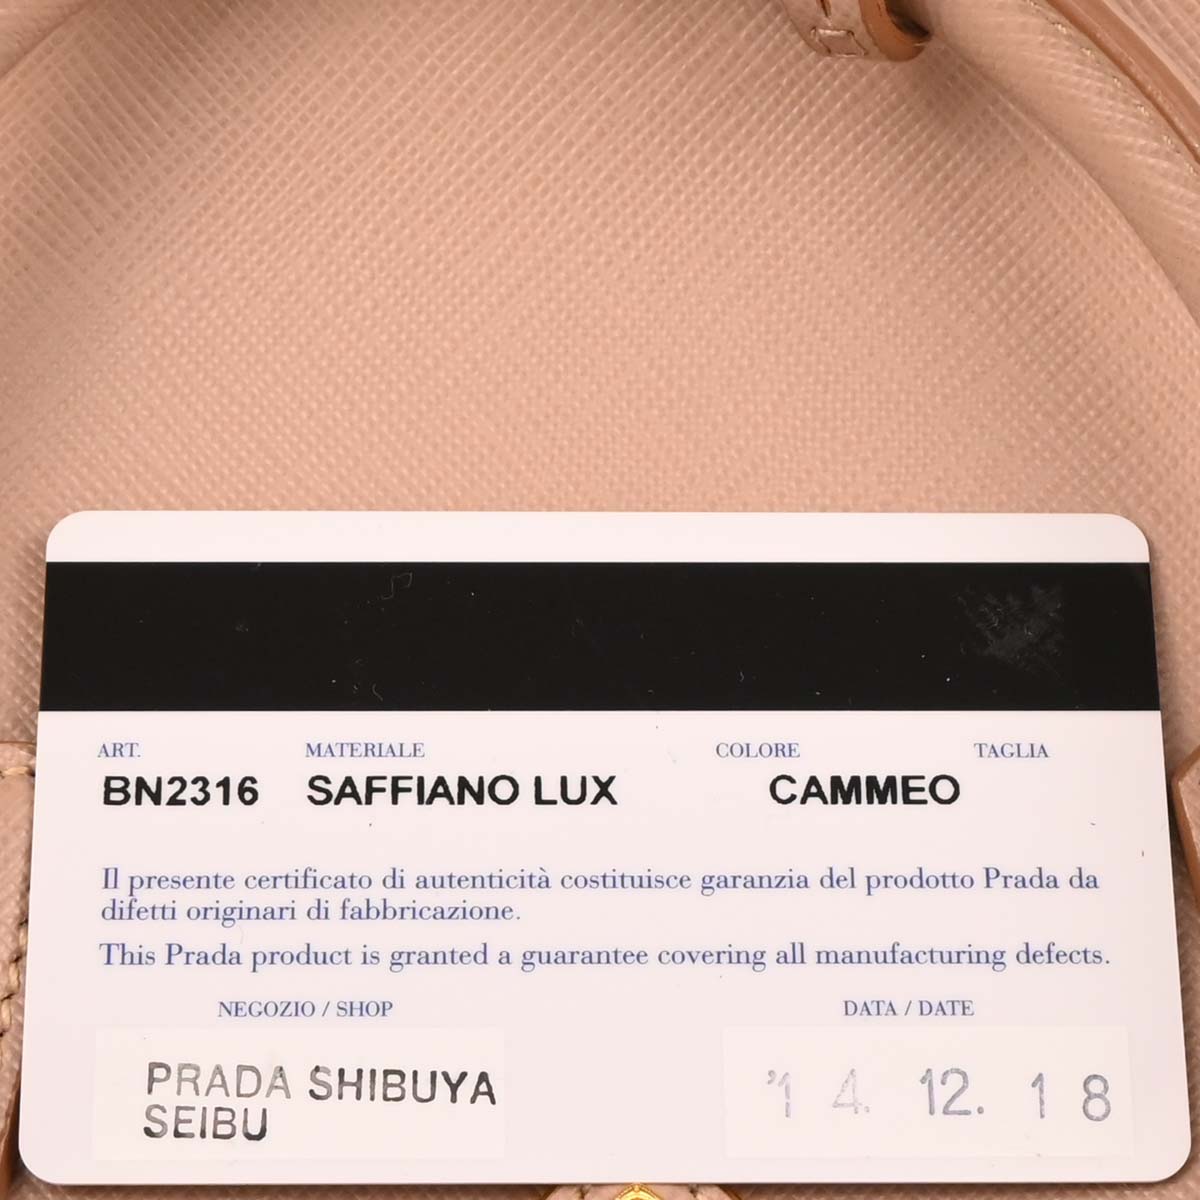 ART. MATERIALE COLORE TAGLIA
BN2316 SAFFIANO LUX CAMMEO
Il presente certificato di autenticità costituisce garanzia del prodotto Prada da
difetti originari di fabbricazione.
This Prada product is granted a guarantee covering all manufacturing defects.
NEGOZIO / SHOP DATA / DATE
PRADA SHIBUYA
SEIBU
'14. 12. 18